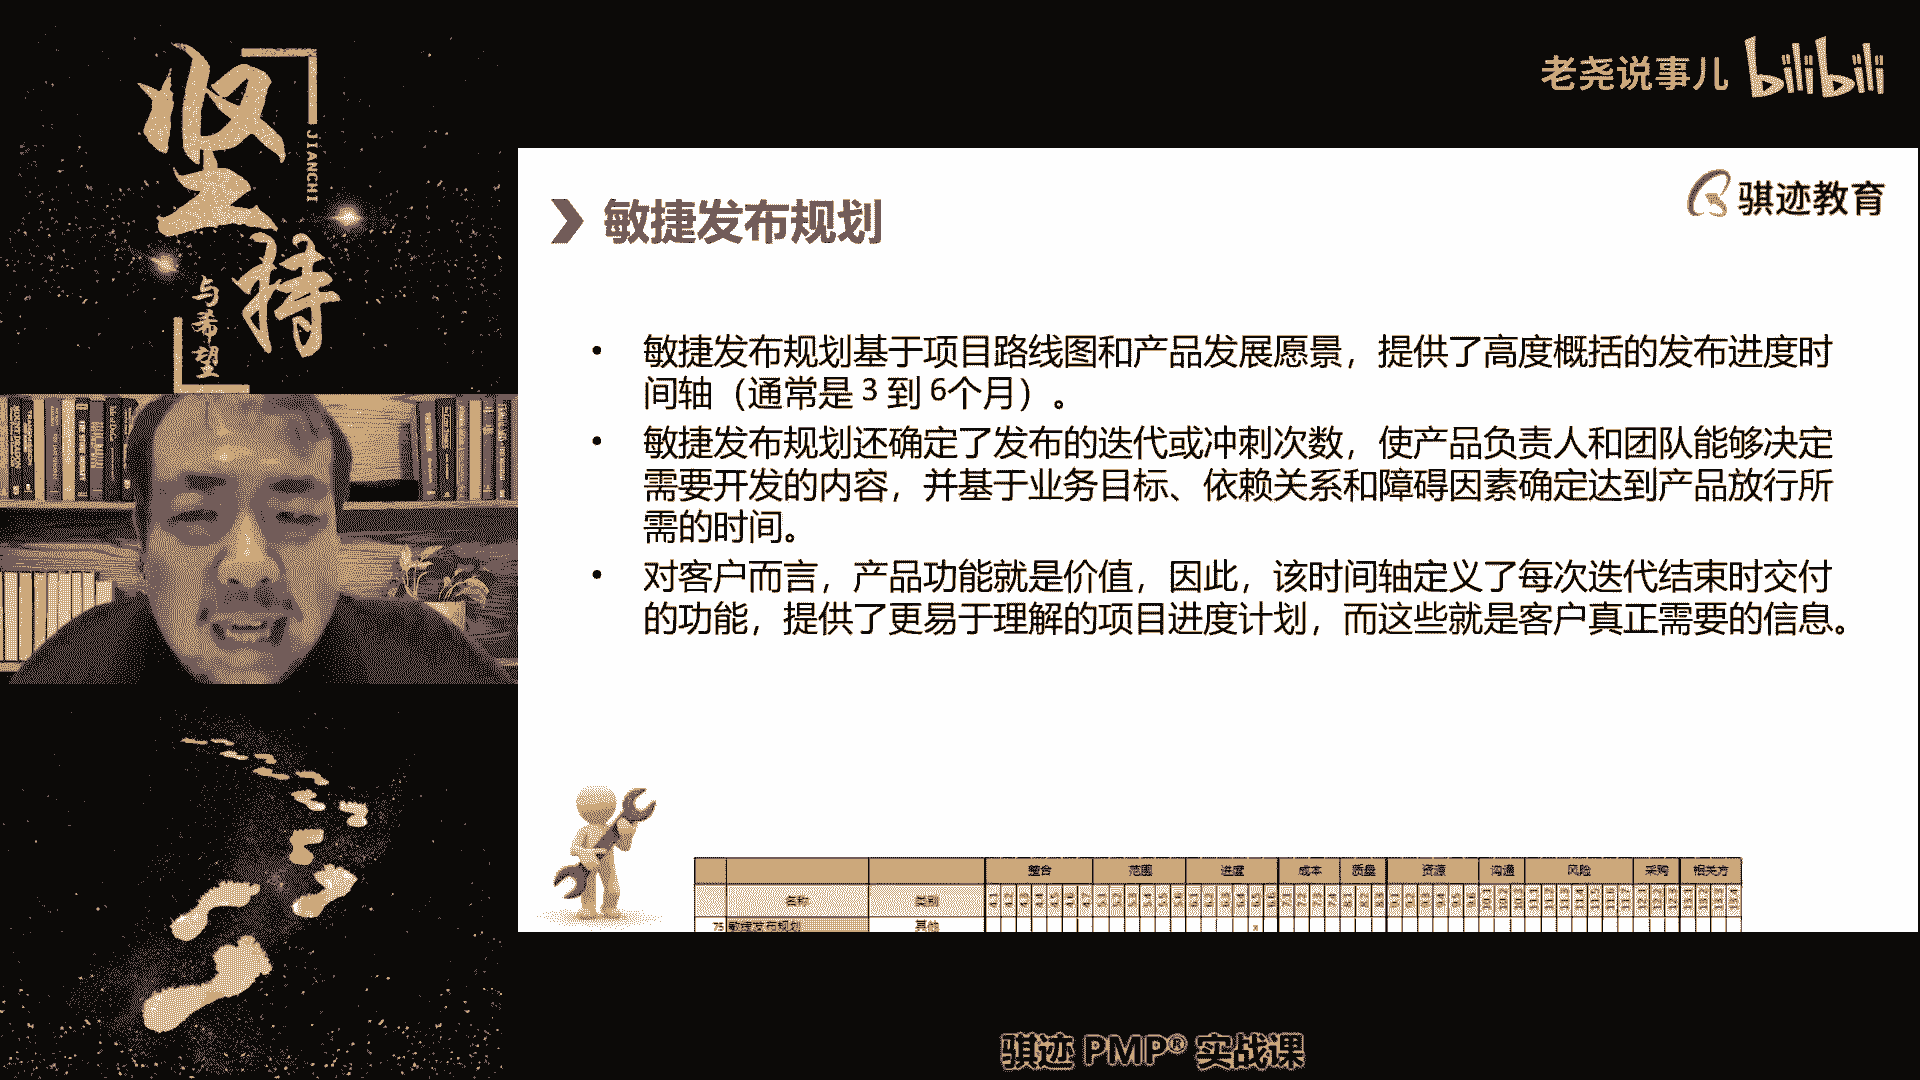 坚持
JIANCHI
与希望
老尧说事儿 bilibili
骐迹教育
敏捷发布规划
• 敏捷发布规划基于项目路线图和产品发展愿景，提供了高度概括的发布进度时
间轴（通常是 3 到 6个月）。
• 敏捷发布规划还确定了发布的迭代或冲刺次数，使产品负责人和团队能够决定
需要开发的内容，并基于业务目标、依赖关系和障碍因素确定达到产品放行所
需的时间。
• 对客户而言，产品功能就是价值，因此，该时间轴定义了每次迭代结束时交付
的功能，提供了更易于理解的项目进度计划，而这些就是客户真正需要的信息。
整合 范围 进度 成本 质量 资源 沟通 风险 采购 相关方
名称 类别
75 敏捷发布规划 其他
骐迹 PMP® 实战课